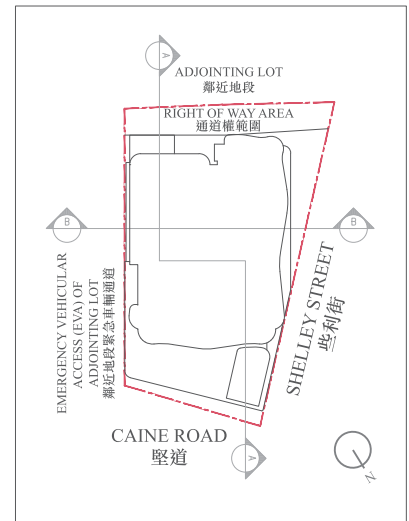 A
ADJOINTING LOT
鄰近地段
RIGHT OF WAY AREA
通道權範圍
B
B
EMERGENCY VEHICULAR
ACCESS (EVA) OF
ADJOINTING LOT
鄰近地段緊急車輛通道
SHELLEY STREET
些利街
CAINE ROAD
堅道
A
N